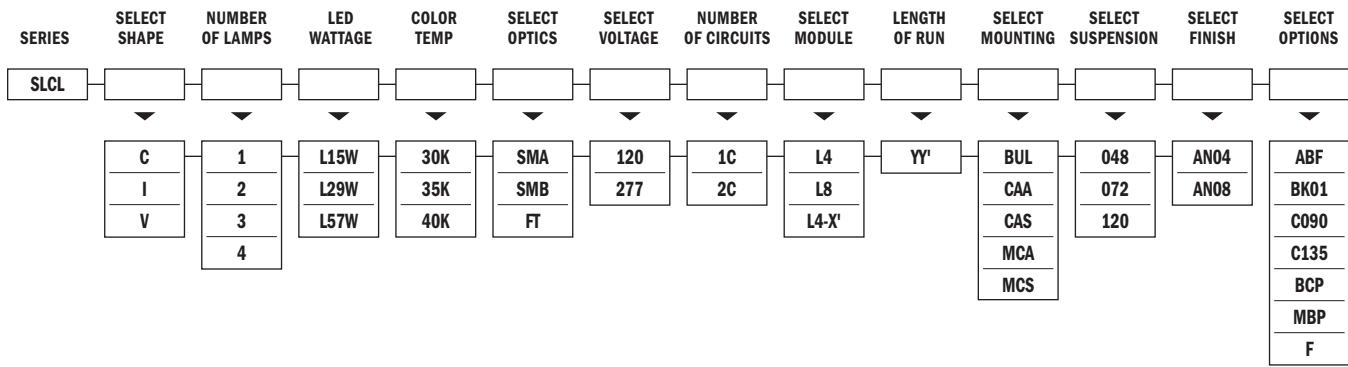 SERIES
SELECT SHAPE
NUMBER OF LAMPS
LED WATTAGE
COLOR TEMP
SELECT OPTICS
SELECT VOLTAGE
NUMBER OF CIRCUITS
SELECT MODULE
LENGTH OF RUN
SELECT MOUNTING
SELECT SUSPENSION
SELECT FINISH
SELECT OPTIONS
SLCL
C
I
V
1
2
3
4
L15W
L29W
L57W
30K
35K
40K
SMA
SMB
FT
120
277
1C
2C
L4
L8
L4-X'
YY'
BUL
CAA
CAS
MCA
MCS
048
072
120
AN04
AN08
ABF
BK01
C090
C135
BCP
MBP
F